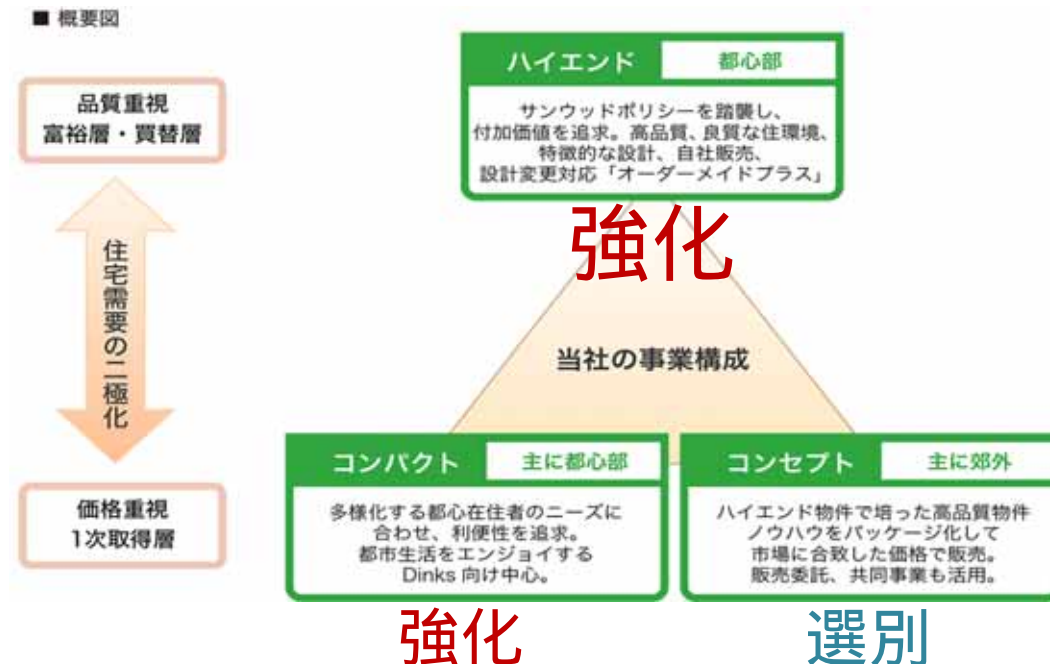 ■ 概要図
ハイエンド 都心部
サンウッドポリシーを踏襲し、
付加価値を追求。高品質、良質な住環境、
特徴的な設計、自社販売、
設計変更対応「オーダーメイドプラス」
強化
品質重視
富裕層・買替層
住宅需要の二極化
価格重視
1次取得層
当社の事業構成
コンパクト 主に都心部
多様化する都心在住者のニーズに
合わせ、利便性を追求。
都市生活をエンジョイする
Dinks 向け中心。
強化
コンセプト 主に郊外
ハイエンド物件で培った高品質物件
ノウハウをパッケージ化して
市場に合致した価格で販売。
販売委託、共同事業も活用。
選別